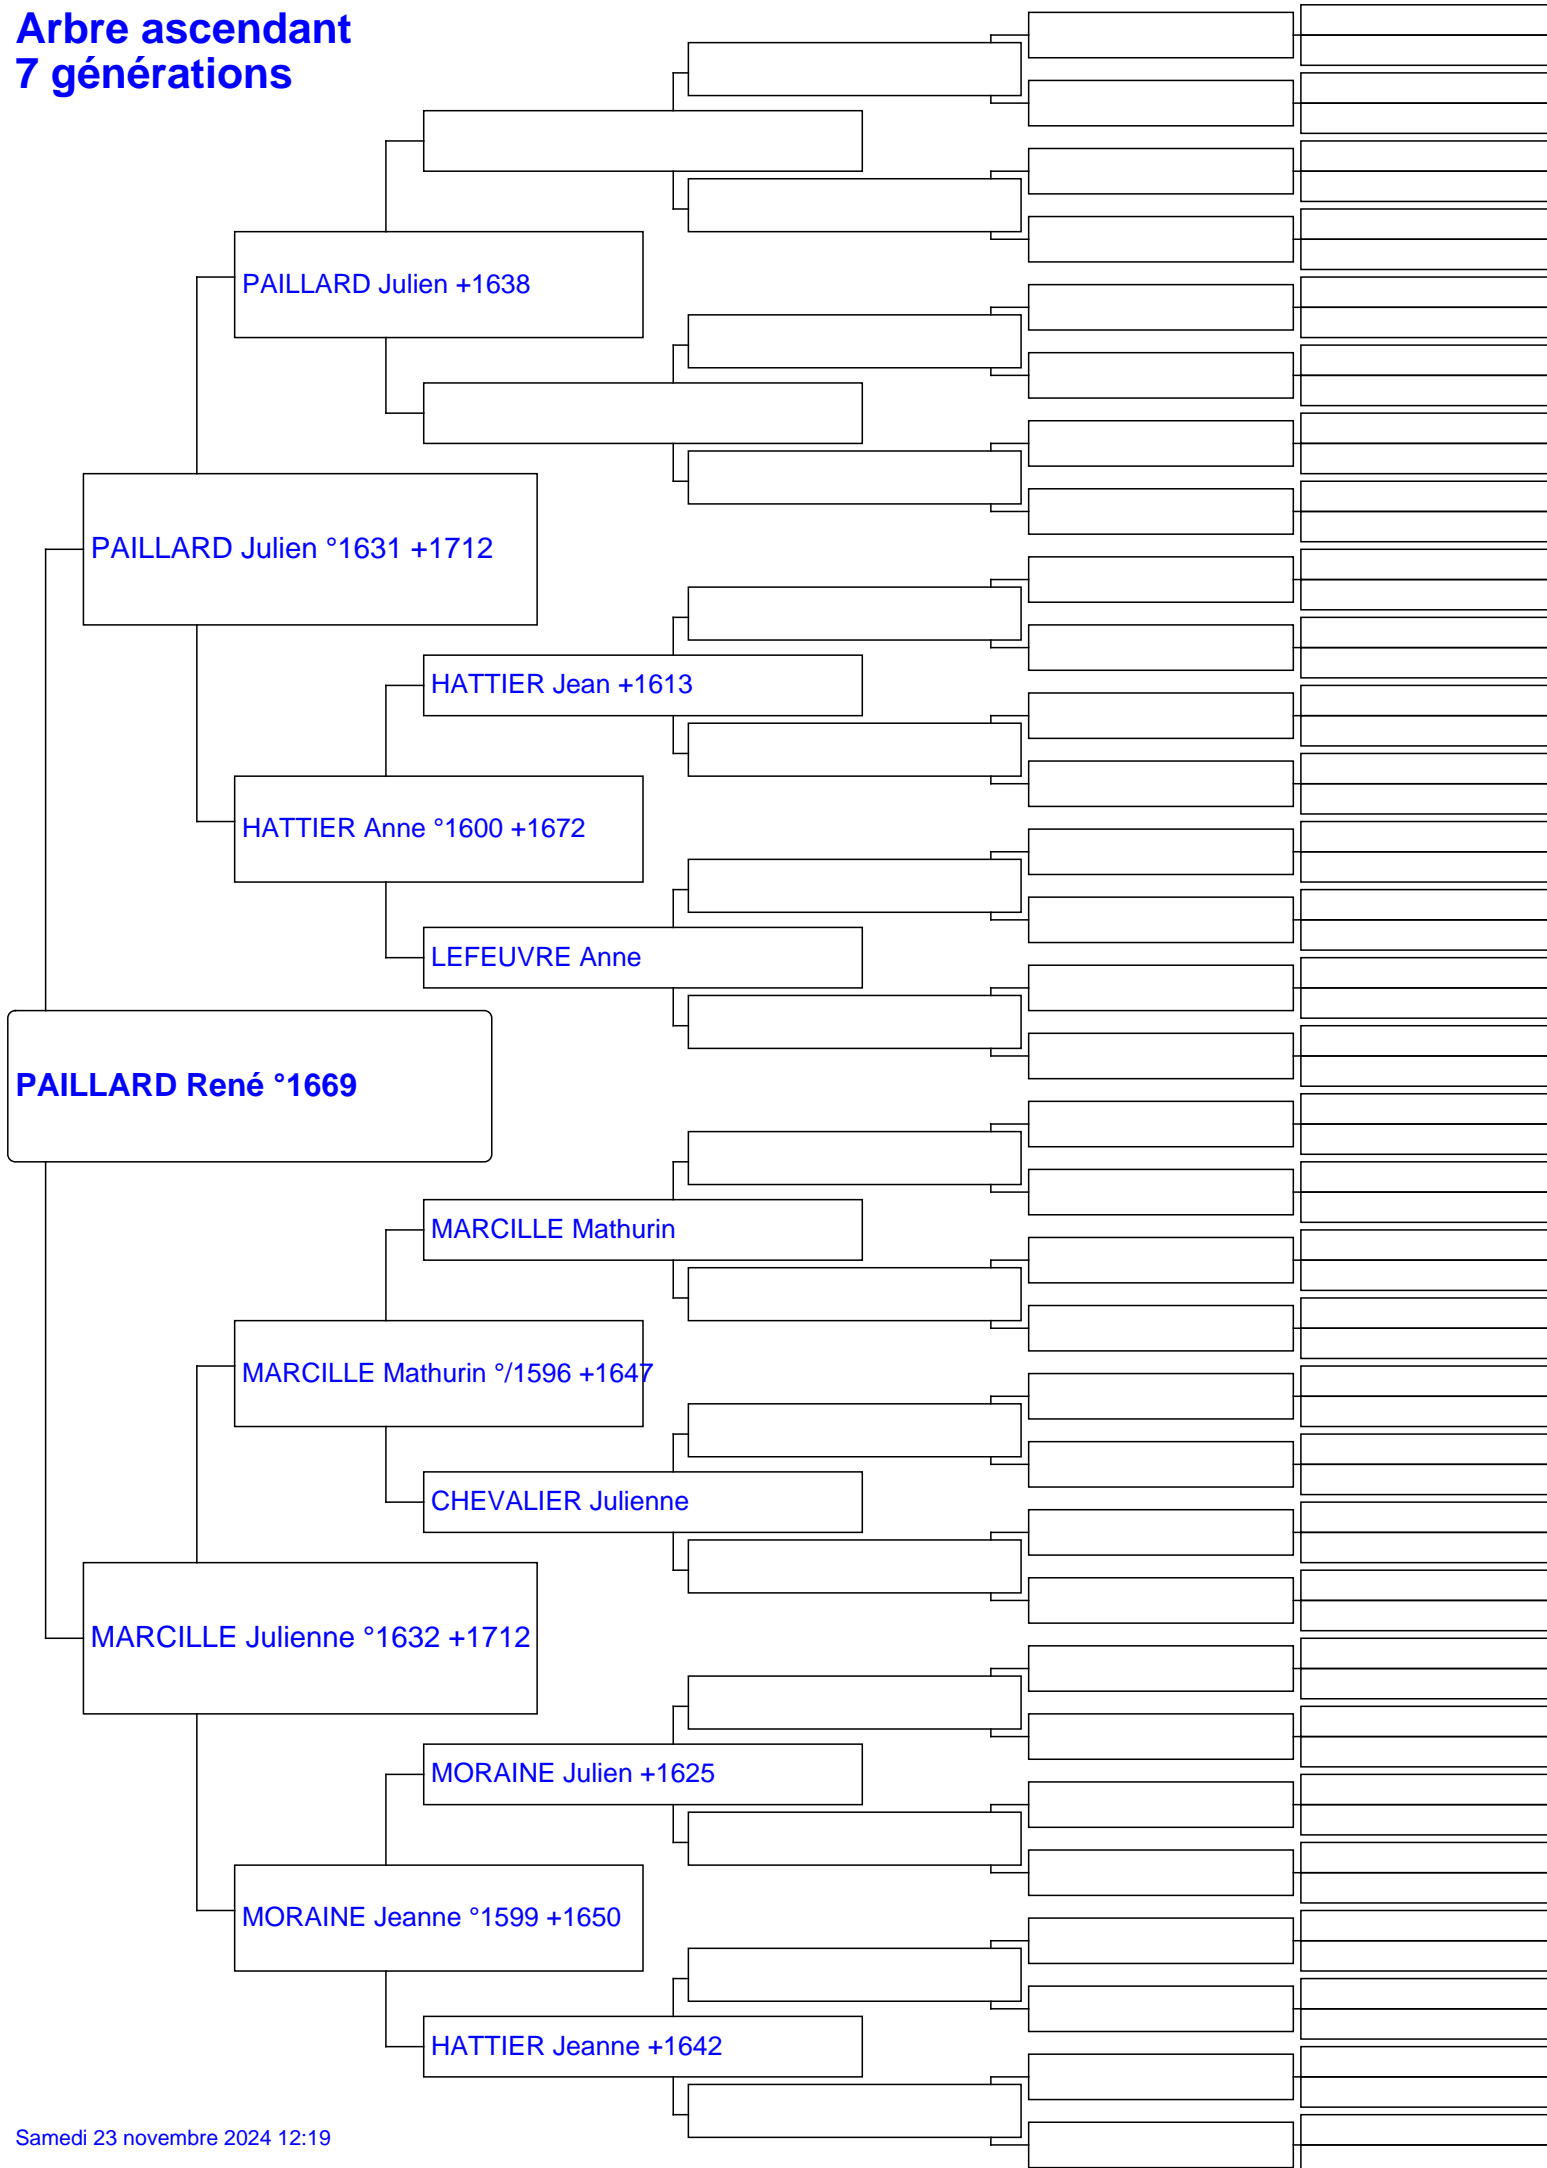 Arbre ascendant
7 générations
PAILLARD Julien +1638
PAILLARD Julien °1631 +1712
HATTIER Jean +1613
HATTIER Anne °1600 +1672
LEFEUVRE Anne
PAILLARD René °1669
MARCILLE Mathurin
MARCILLE Mathurin °/1596 +1647
CHEVALIER Julienne
MARCILLE Julienne °1632 +1712
MORAINE Julien +1625
MORAINE Jeanne °1599 +1650
HATTIER Jeanne +1642
Samedi 23 novembre 2024 12:19